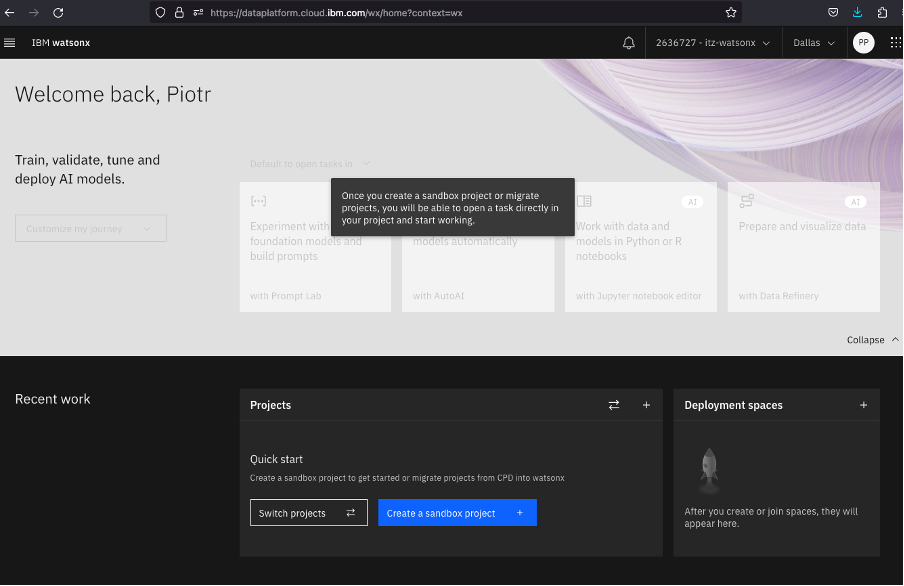 https://dataplatform.cloud.ibm.com/wx/home?context=wx
IBM watsonx
2636727 - itz-watsonx
Dallas
PP
Welcome back, Piotr
Train, validate, tune and
deploy AI models.
Customize my journey
Default to open tasks in
Once you create a sandbox project or migrate
projects, you will be able to open a task directly in
your project and start working.
Experiment with
foundation models and
build prompts
with Prompt Lab
models automatically
with AutoAI
AI
Work with data and
models in Python or R
notebooks
with Jupyter notebook editor
AI
Prepare and visualize data
with Data Refinery
Collapse
Recent work
Projects
Quick start
Create a sandbox project to get started or migrate projects from CPD into watsonx
Switch projects
Create a sandbox project
Deployment spaces
After you create or join spaces, they will
appear here.